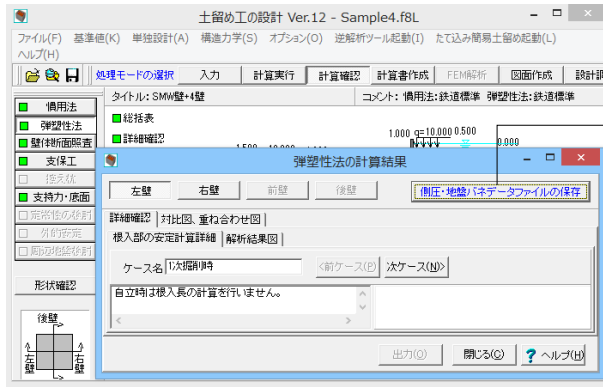 土留め工の設計 Ver.12 - Sample4.f8L
ファイル(F) 基準値(K) 単独設計(A) 構造力学(S) オプション(O) 逆解析ツール起動(I) たて込み簡易土留め起動(L)
ヘルプ(H)
処理モードの選択 入力 計算実行 計算確認 計算書作成 FEM解析 図面作成
タイトル: SMW壁+4壁 コメント: 慣用法:鉄道標準 弾塑性法:鉄道標準
慣用法
弾塑性法
壁体断面照査
支保工
控え杭
支持力・底面
定常性の検討
外的安定
周辺地盤検討
形状確認
後壁
左壁
右壁
総括表
詳細確認
1.000 q=10.000 0.500
0.000
弾塑性法の計算結果
左壁 右壁 前壁 後壁 側圧・地盤バネデータファイルの保存
詳細確認 対比図、重ね合わせ図
根入部の安定計算詳細 解析結果図
ケース名 1次掘削時 <前ケース(P) 次ケース(N)>
自立時は根入長の計算を行いません。
出力(O) 閉じる(C) ? ヘルプ(H)